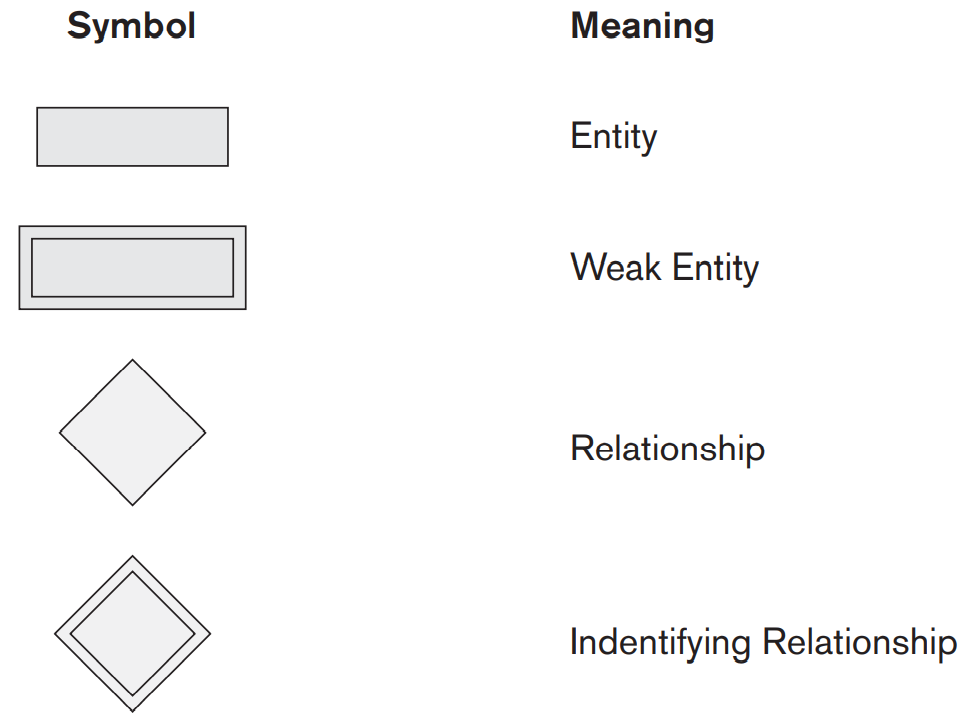 Symbol Meaning
Entity
Weak Entity
Relationship
Indentifying Relationship